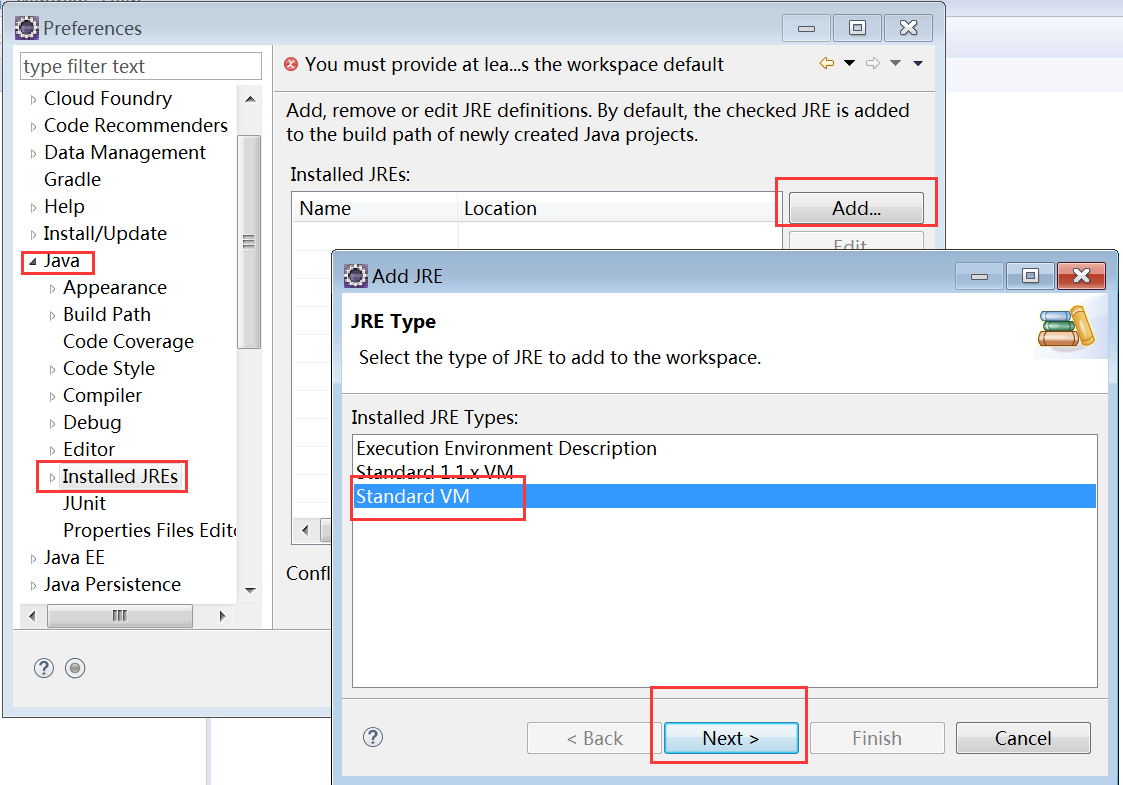 Preferences
type filter text
Cloud Foundry
Code Recommenders
Data Management
Gradle
Help
Install/Update
Java
Appearance
Build Path
Code Coverage
Code Style
Compiler
Debug
Editor
Installed JREs
JUnit
Properties Files Edito
Java EE
Java Persistence
You must provide at lea...s the workspace default
Add, remove or edit JRE definitions. By default, the checked JRE is added
to the build path of newly created Java projects.
Installed JREs:
Name Location
Add...
Edit
Confl
Add JRE
JRE Type
Select the type of JRE to add to the workspace.
Installed JRE Types:
Execution Environment Description
Standard 1.1.x VM
Standard VM
< Back Next > Finish Cancel